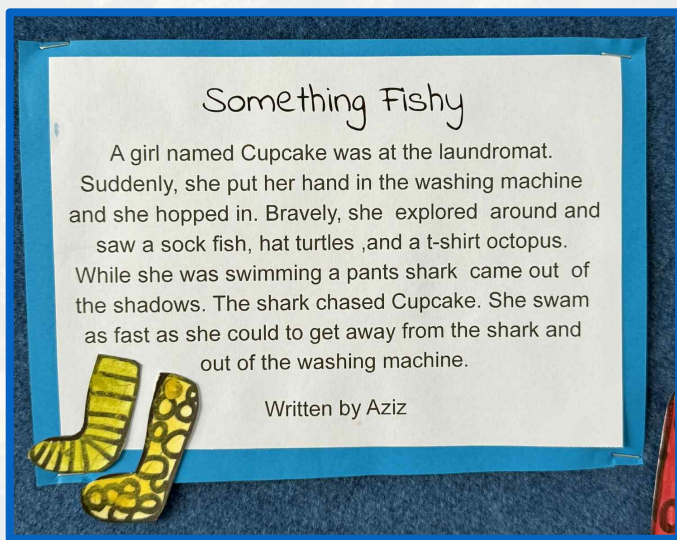 Something Fishy
A girl named Cupcake was at the laundromat.
Suddenly, she put her hand in the washing machine
and she hopped in. Bravely, she explored around and
saw a sock fish, hat turtles ,and a t-shirt octopus.
While she was swimming a pants shark came out of
the shadows. The shark chased Cupcake. She swam
as fast as she could to get away from the shark and
out of the washing machine.
Written by Aziz